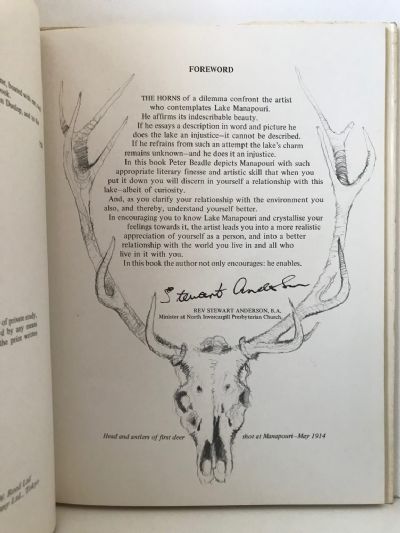 of private study,
d by any means
the prior written
FOREWORD
THE HORNS of a dilemma confront the artist
who contemplates Lake Manapouri.
He affirms its indescribable beauty.
If he essays a description in word and picture he
does the lake an injustice—it cannot be described.
If he refrains from such an attempt the lake's charm
remains unknown—and he does it an injustice.
In this book Peter Beadle depicts Manapouri with such
appropriate literary finesse and artistic skill that when you
put it down you will discern in yourself a relationship with this
lake—albeit of curiosity.
And, as you clarify your relationship with the environment you
also, and thereby, understand yourself better.
In encouraging you to know Lake Manapouri and crystallise your
feelings towards it, the artist leads you into a more realistic
appreciation of yourself as a person, and into a better
relationship with the world you live in and all who
live in it with you.
In this book the author not only encourages: he enables.
Stewart Anderson
REV STEWART ANDERSON, B.A.
Minister at North Invercargill Presbyterian Church.
Head and antlers of first deer shot at Manapouri—May 1914